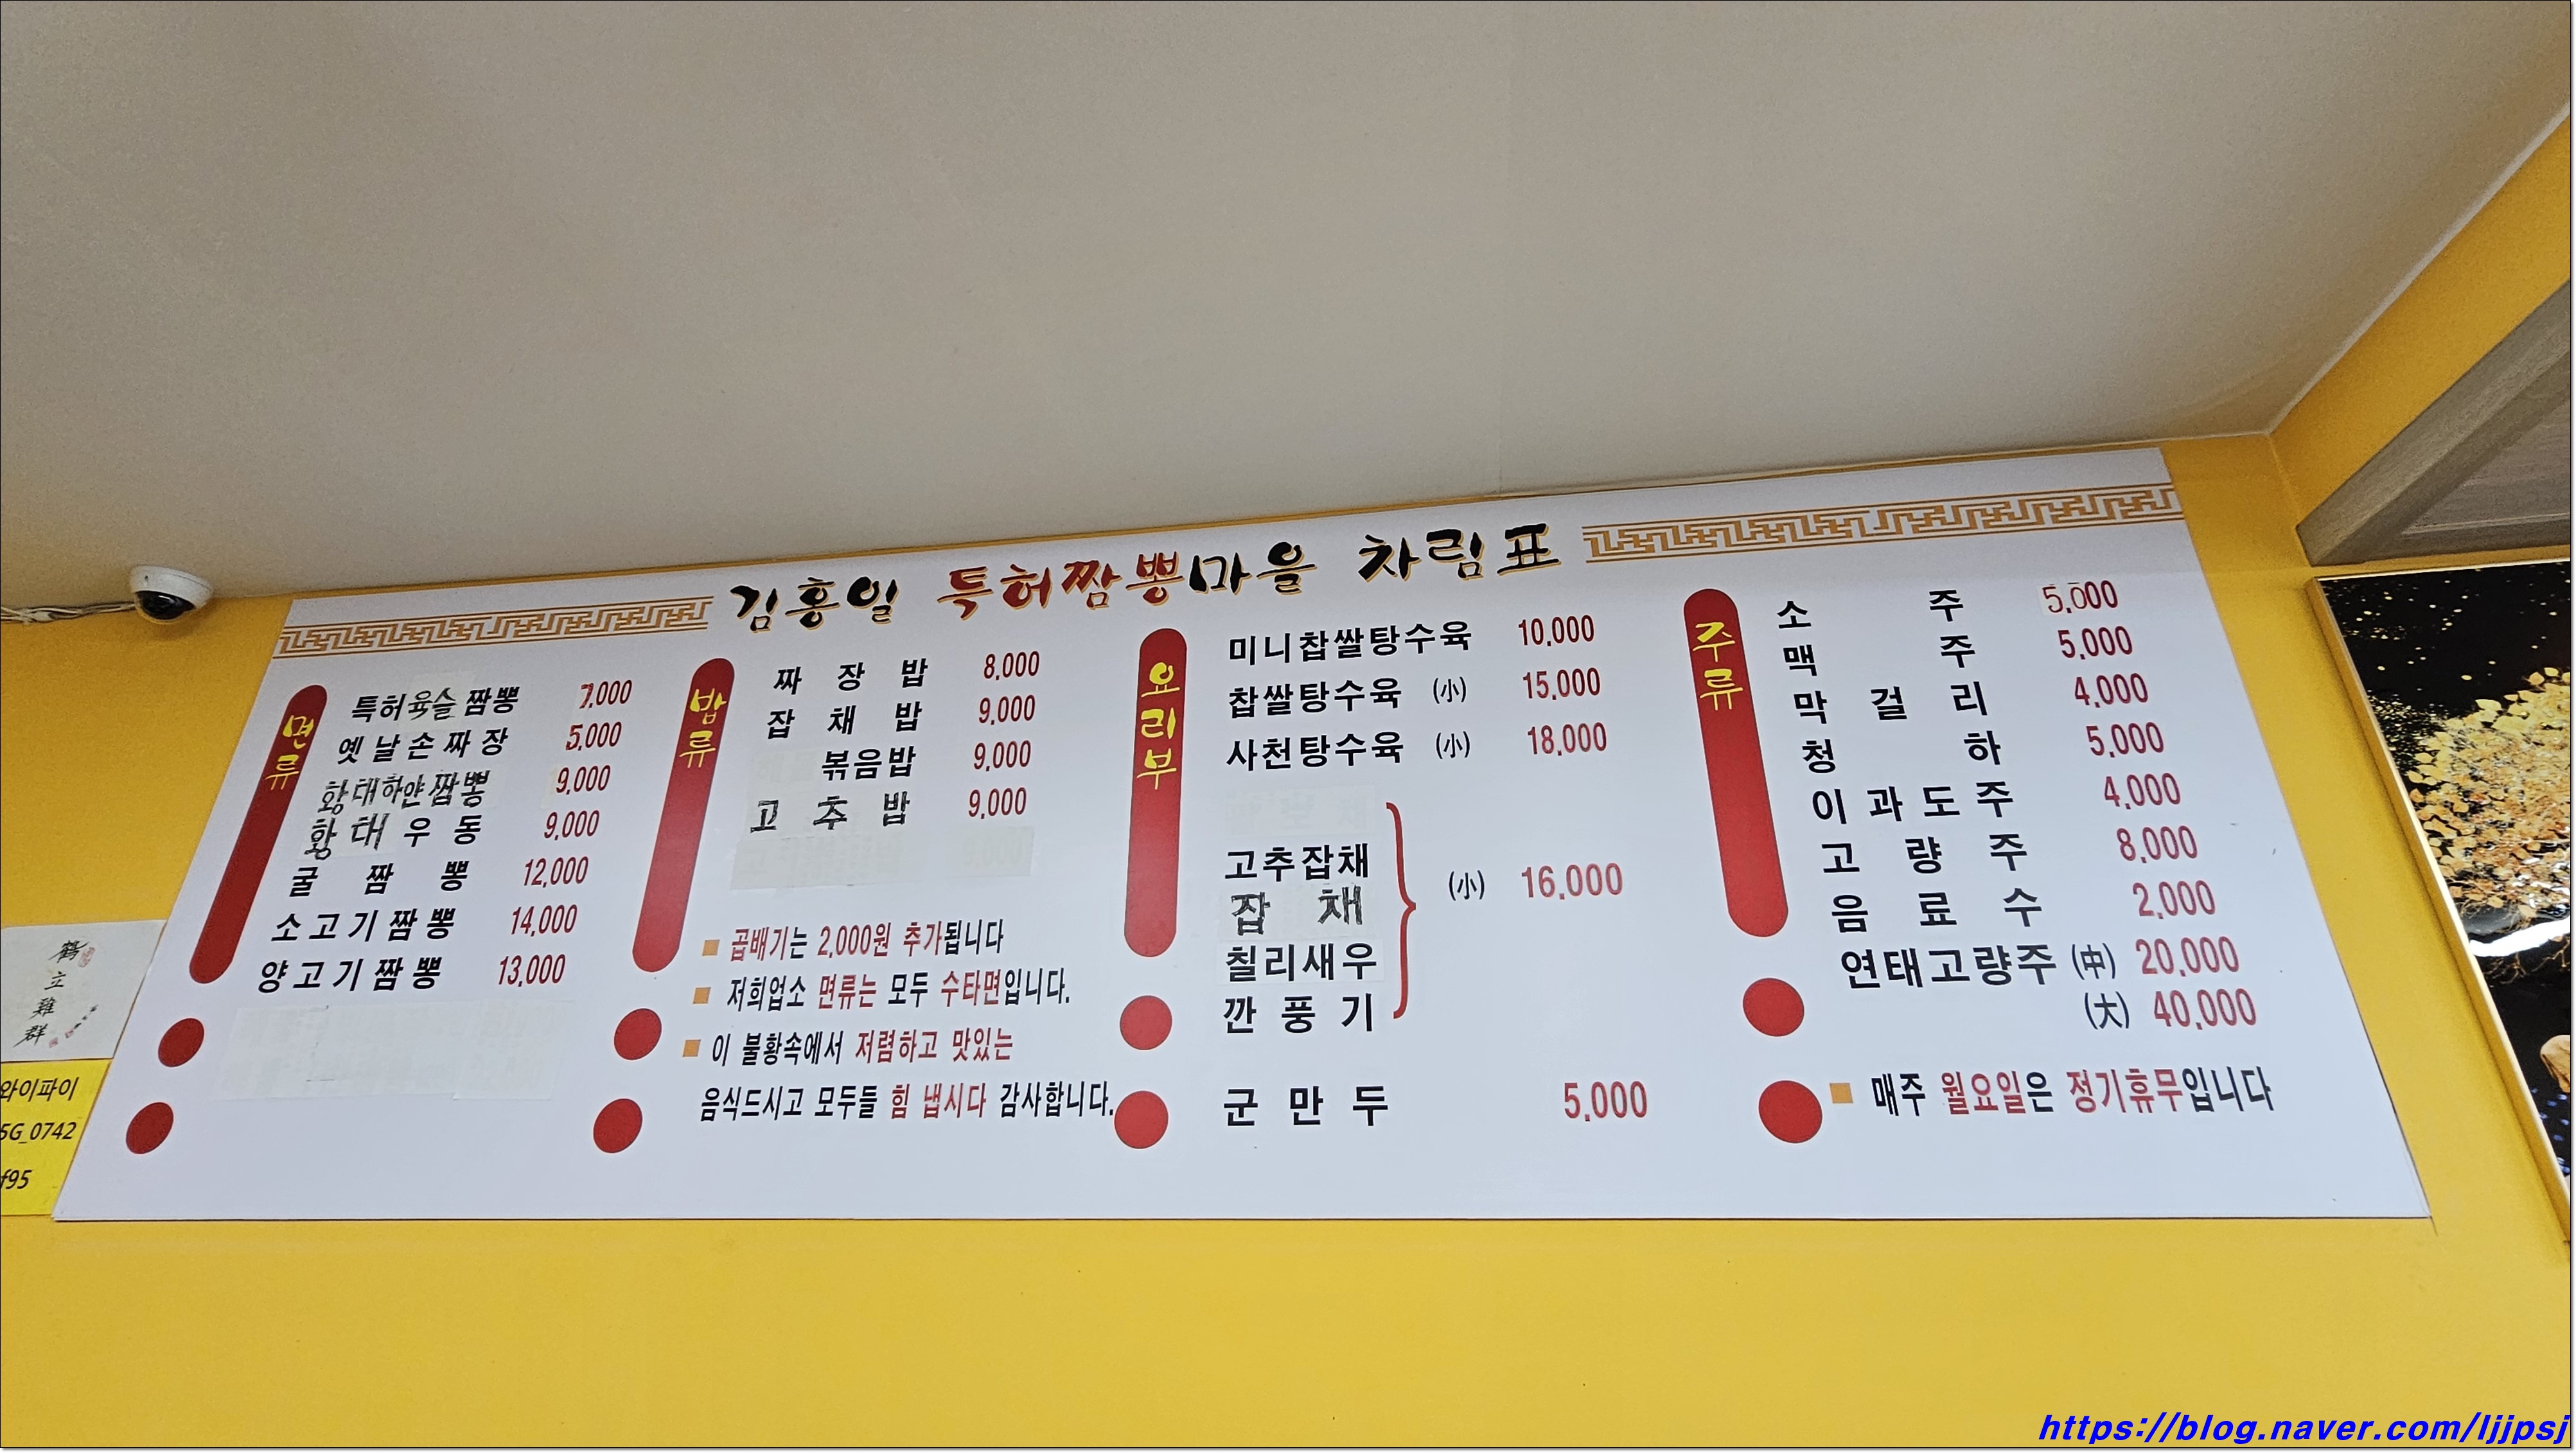 김홍일 특허짬뽕마을 차림표
면류
특허육슬짬뽕 7,000
옛날손짜장 5,000
황대하얀짬뽕 9,000
황대우동 9,000
굴짬뽕 12,000
소고기짬뽕 14,000
양고기짬뽕 13,000
밥류
짜장밥 8,000
잡채밥 9,000
볶음밥 9,000
고추밥 9,000
곱배기는 2,000원 추가됩니다
저희업소 면류는 모두 수타면입니다.
이 불황속에서 저렴하고 맛있는
음식드시고 모두들 힘 냅시다 감사합니다.
요리부
미니찹쌀탕수육 10,000
찹쌀탕수육 (小) 15,000
사천탕수육 (小) 18,000
고추잡채
잡채
칠리새우
깐풍기
(小) 16,000
군만두 5,000
주류
소주 5,000
맥주 5,000
막걸리 4,000
청하 5,000
이과도주 4,000
고량주 8,000
음료수 2,000
연태고량주 (中) 20,000
(大) 40,000
매주 월요일은 정기휴무입니다
鶴立雞群
와이파이
5G_0742
f95
https://blog.naver.com/ljjpsj